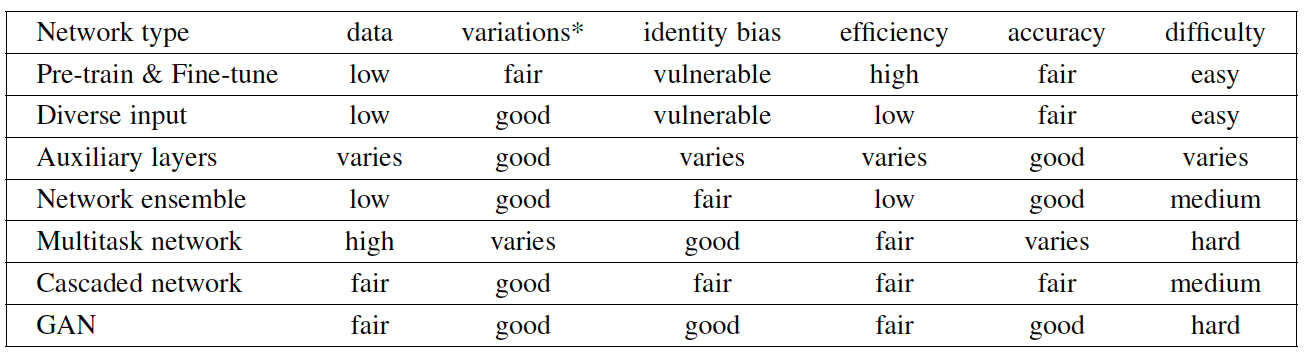 Network type data variations* identity bias efficiency accuracy difficulty
Pre-train & Fine-tune low fair vulnerable high fair easy
Diverse input low good vulnerable low fair easy
Auxiliary layers varies good varies varies good varies
Network ensemble low good fair low good medium
Multitask network high varies good fair varies hard
Cascaded network fair good fair fair fair medium
GAN fair good good fair good hard